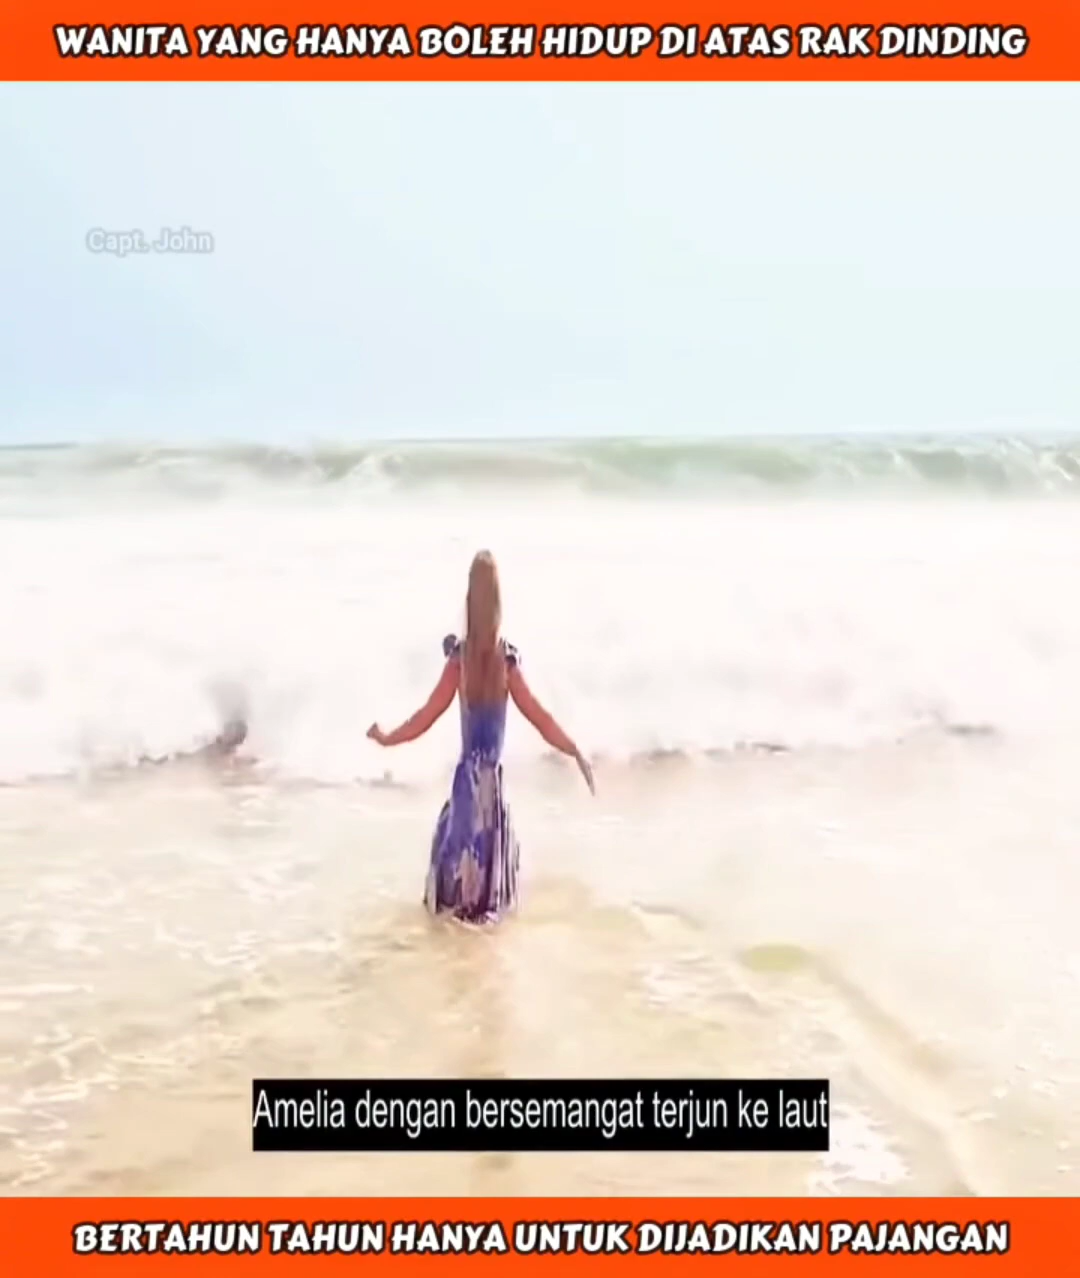 WANITA YANG HANYA BOLEH HIDUP DI ATAS RAK DINDING
Capt. John
Amelia dengan bersemangat terjun ke laut
BERTAHUN TAHUN HANYA UNTUK DIJADIKAN PAJANGAN